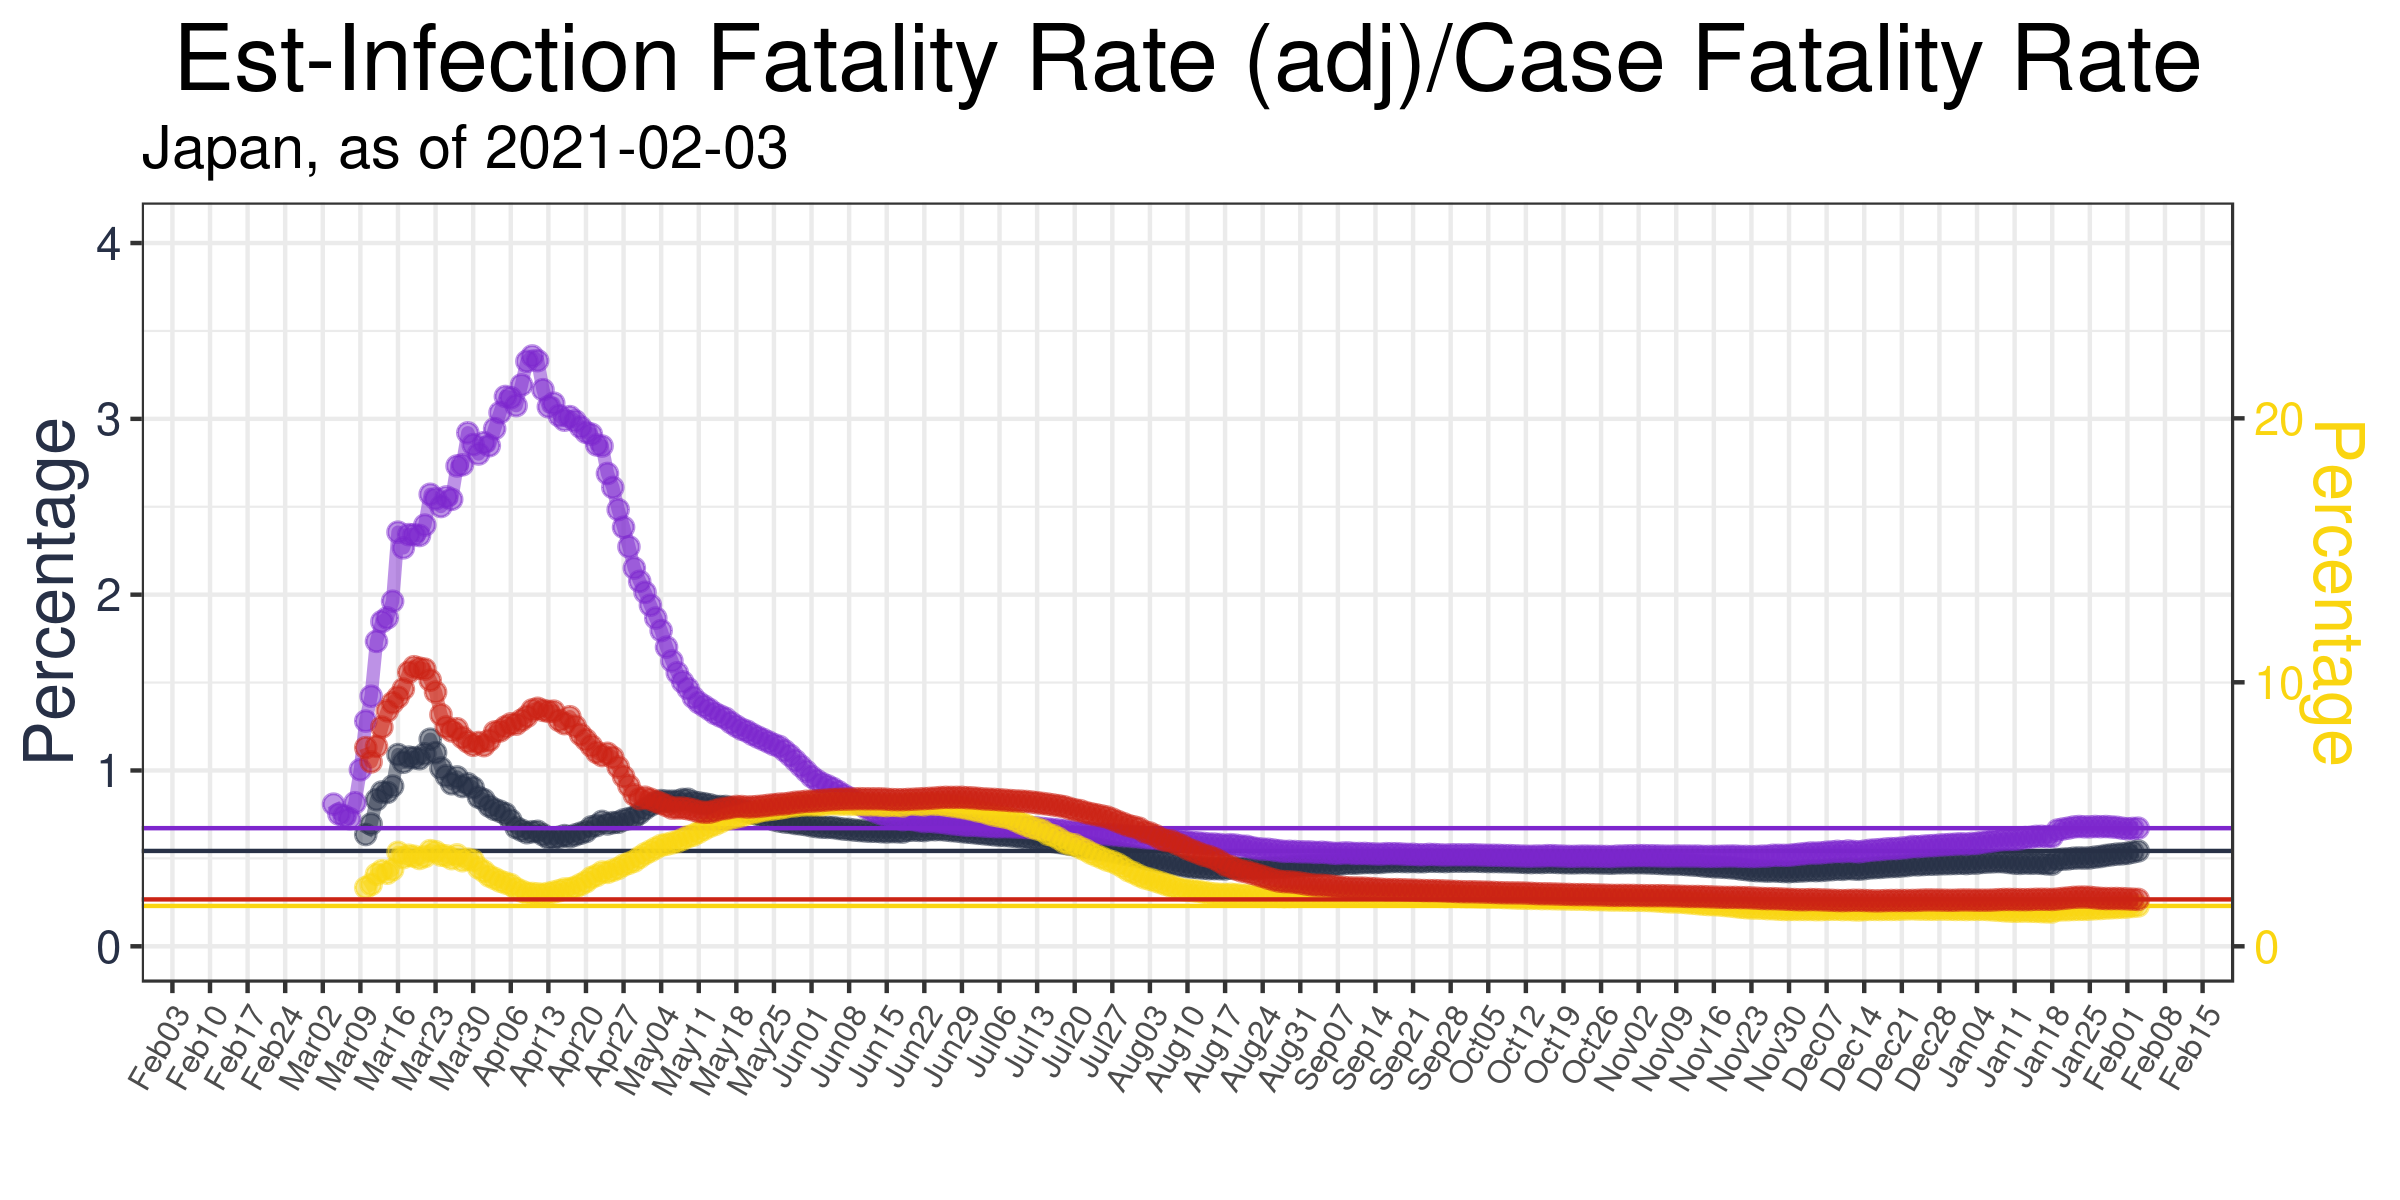 Est-Infection Fatality Rate (adj)/Case Fatality Rate
Japan, as of 2021-02-03
Percentage
4
3
2
1
0
20
10
0
Percentage
Feb03
Feb10
Feb17
Feb24
Mar02
Mar09
Mar16
Mar23
Mar30
Apr06
Apr13
Apr20
Apr27
May04
May11
May18
May25
Jun01
Jun08
Jun15
Jun22
Jun29
Jul06
Jul13
Jul20
Jul27
Aug03
Aug10
Aug17
Aug24
Aug31
Sep07
Sep14
Sep21
Sep28
Oct05
Oct12
Oct19
Oct26
Nov02
Nov09
Nov16
Nov23
Nov30
Dec07
Dec14
Dec21
Dec28
Jan04
Jan11
Jan18
Jan25
Feb01
Feb08
Feb15